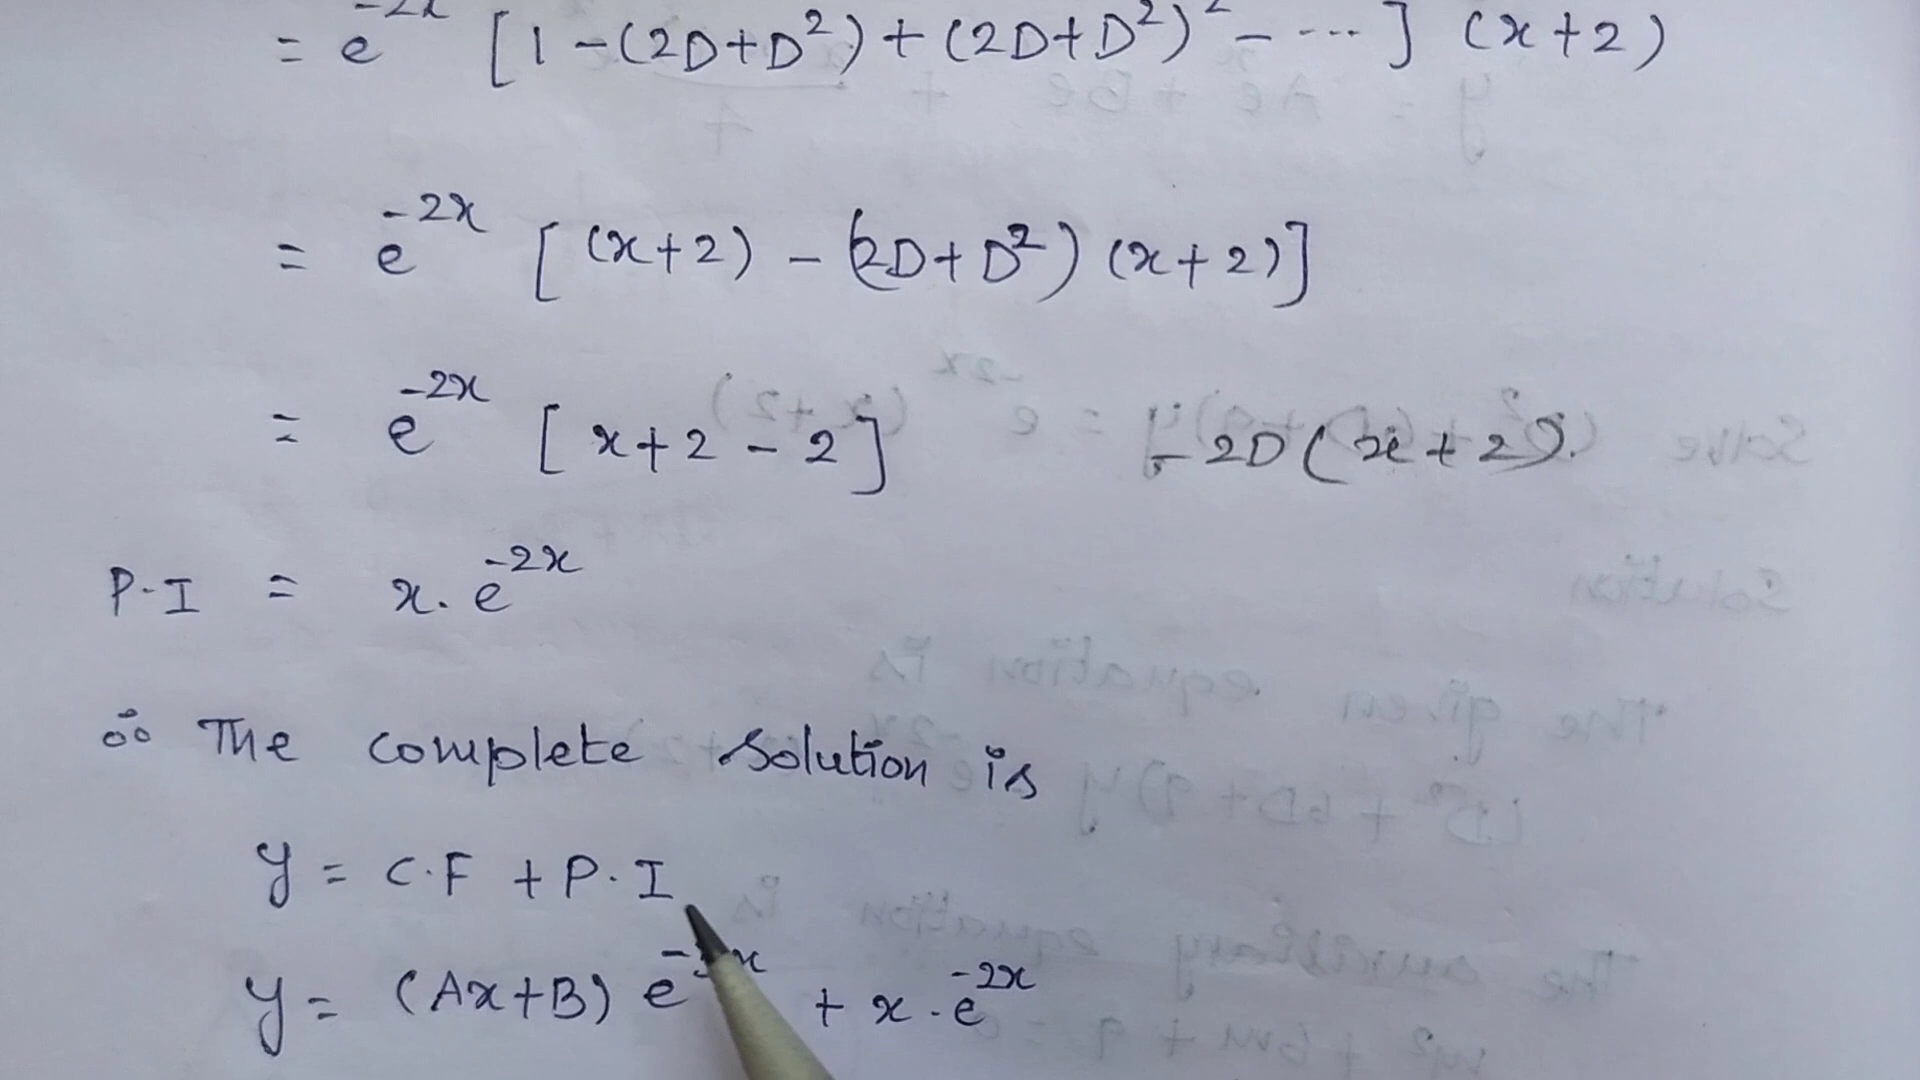 = e^{-2x} [1 - (2D+D²) + (2D+D²)² - ...] (x+2)
= e^{-2x} [(x+2) - (2D+D²) (x+2)]
= e^{-2x} [x+2-2] - 2D(x+2)
P.I = x.e^{-2x}
∴ The complete solution is
y = C.F + P.I
y = (Ax+B) e + x.e^{-2x}